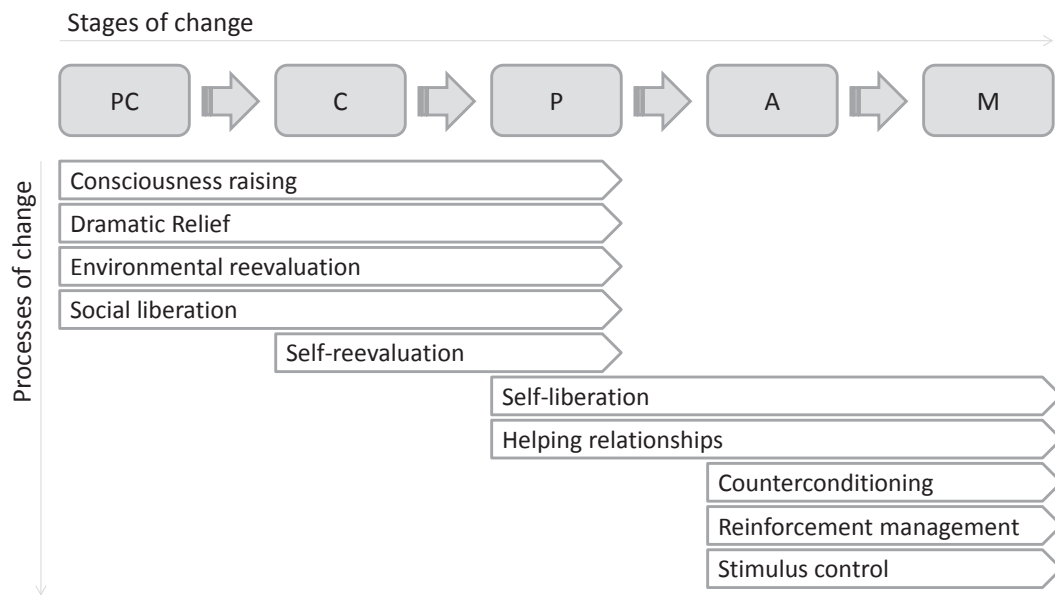 Stages of change
PC
C
P
A
M
Processes of change
Consciousness raising
Dramatic Relief
Environmental reevaluation
Social liberation
Self-reevaluation
Self-liberation
Helping relationships
Counterconditioning
Reinforcement management
Stimulus control